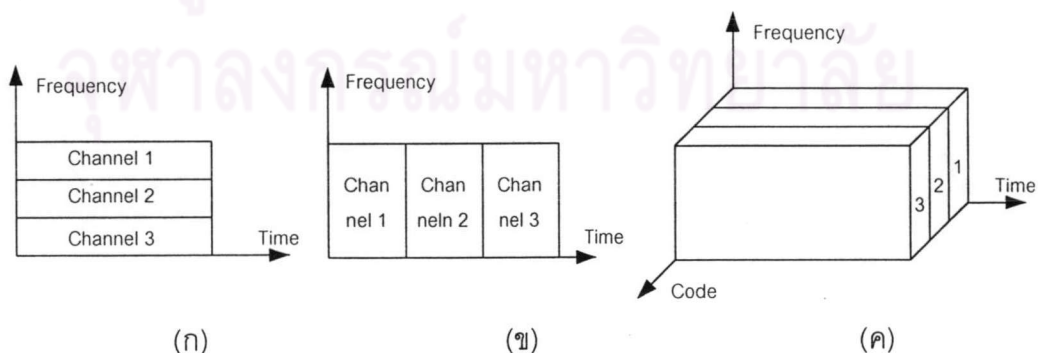 จุฬาลงกรณ์มหาวิทยาลัย
Frequency
Channel 1
Channel 2
Channel 3
Time
(ก)
Frequency
Chan
nel 1
Chan
neln 2
Chan
nel 3
Time
(ข)
Frequency
1
2
3
Time
Code
(ค)